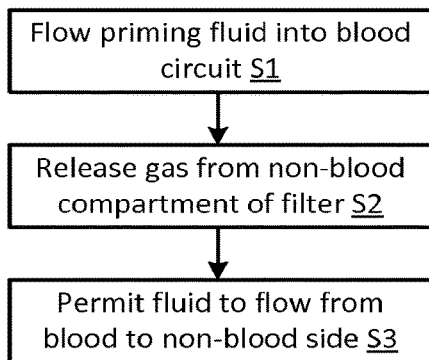 Flow priming fluid into blood
circuit S1
Release gas from non-blood
compartment of filter S2
Permit fluid to flow from
blood to non-blood side S3